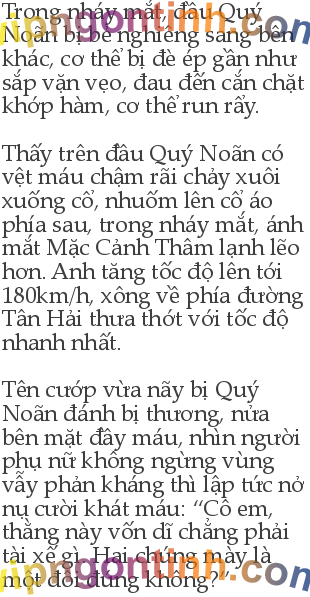 Trong nháy mắt, đầu Quý
Noãn bị bẻ nghiêng sang bên
khác, cơ thể bị đè ép gần như
sắp vặn vẹo, đau đến cắn chặt
khớp hàm, cơ thể run rẩy.
Thấy trên đầu Quý Noãn có
vệt máu chậm rãi chảy xuôi
xuống cổ, nhuốm lên cổ áo
phía sau, trong nháy mắt, ánh
mắt Mặc Cảnh Thâm lạnh lẽo
hơn. Anh tăng tốc độ lên tới
180km/h, xông về phía đường
Tân Hải thưa thớt với tốc độ
nhanh nhất.
Tên cướp vừa nãy bị Quý
Noãn đánh bị thương, nửa
bên mặt đầy máu, nhìn người
phụ nữ không ngừng vùng
vẫy phản kháng thì lập tức nở
nụ cười khát máu: “Cô em,
thằng này vốn dĩ chẳng phải
tài xế gì. Hai chúng mày là
một đôi đúng không?”